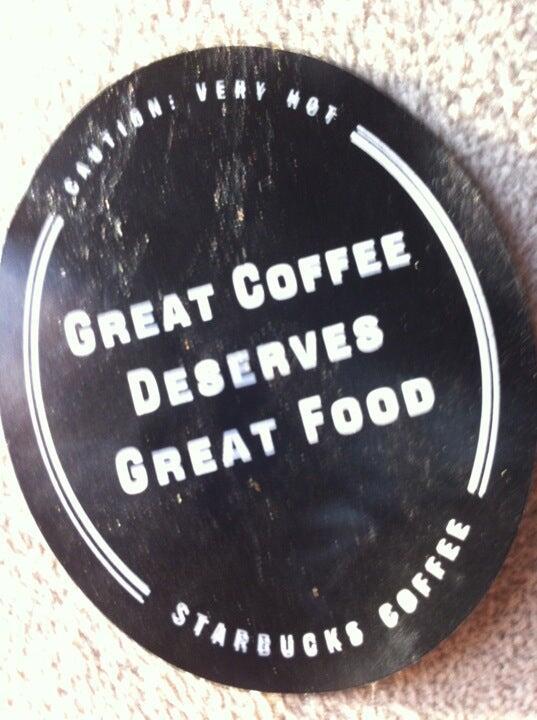 CAUTION: VERY HOT
GREAT COFFEE
DESERVES
GREAT FOOD
STARBUCKS COFFEE